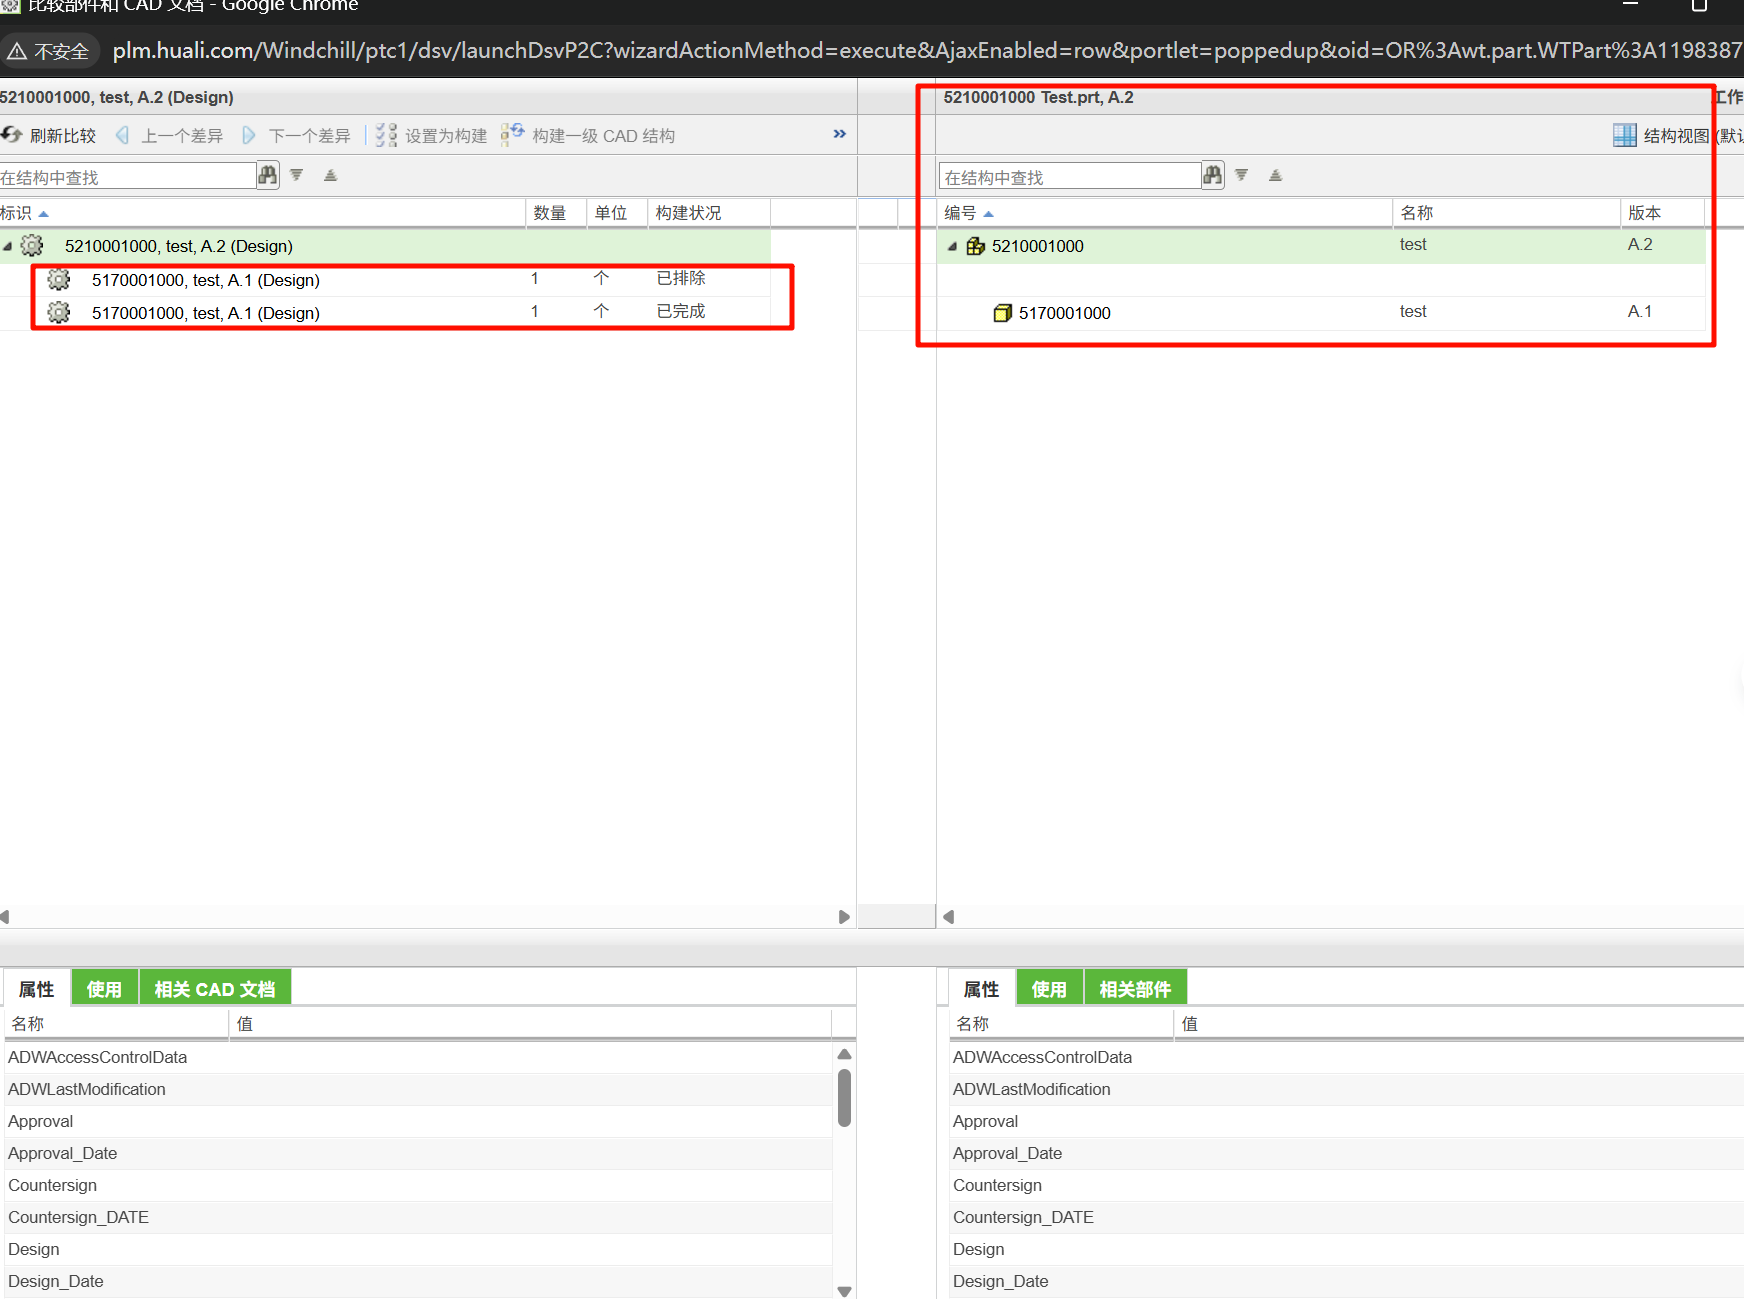 比较部件和 CAD 文档 - Google Chrome
不安全 plm.huali.com/Windchill/ptc1/dsv/launchDsvP2C?wizardActionMethod=execute&AjaxEnabled=row&portlet=poppedup&oid=OR%3Awt.part.WTPart%3A1198387
5210001000, test, A.2 (Design)
5210001000 Test.prt, A.2
工作
刷新比较 上一个差异 下一个差异 设置为构建 构建一级 CAD 结构 »
结构视图 (默认
在结构中查找
在结构中查找
标识 数量 单位 构建状况
编号 名称 版本
5210001000, test, A.2 (Design)
5210001000 test A.2
5170001000, test, A.1 (Design) 1 个 已排除
5170001000, test, A.1 (Design) 1 个 已完成
5170001000 test A.1
属性 使用 相关 CAD 文档
名称 值
ADWAccessControlData
ADWLastModification
Approval
Approval_Date
Countersign
Countersign_DATE
Design
Design_Date
属性 使用 相关部件
名称 值
ADWAccessControlData
ADWLastModification
Approval
Approval_Date
Countersign
Countersign_DATE
Design
Design_Date